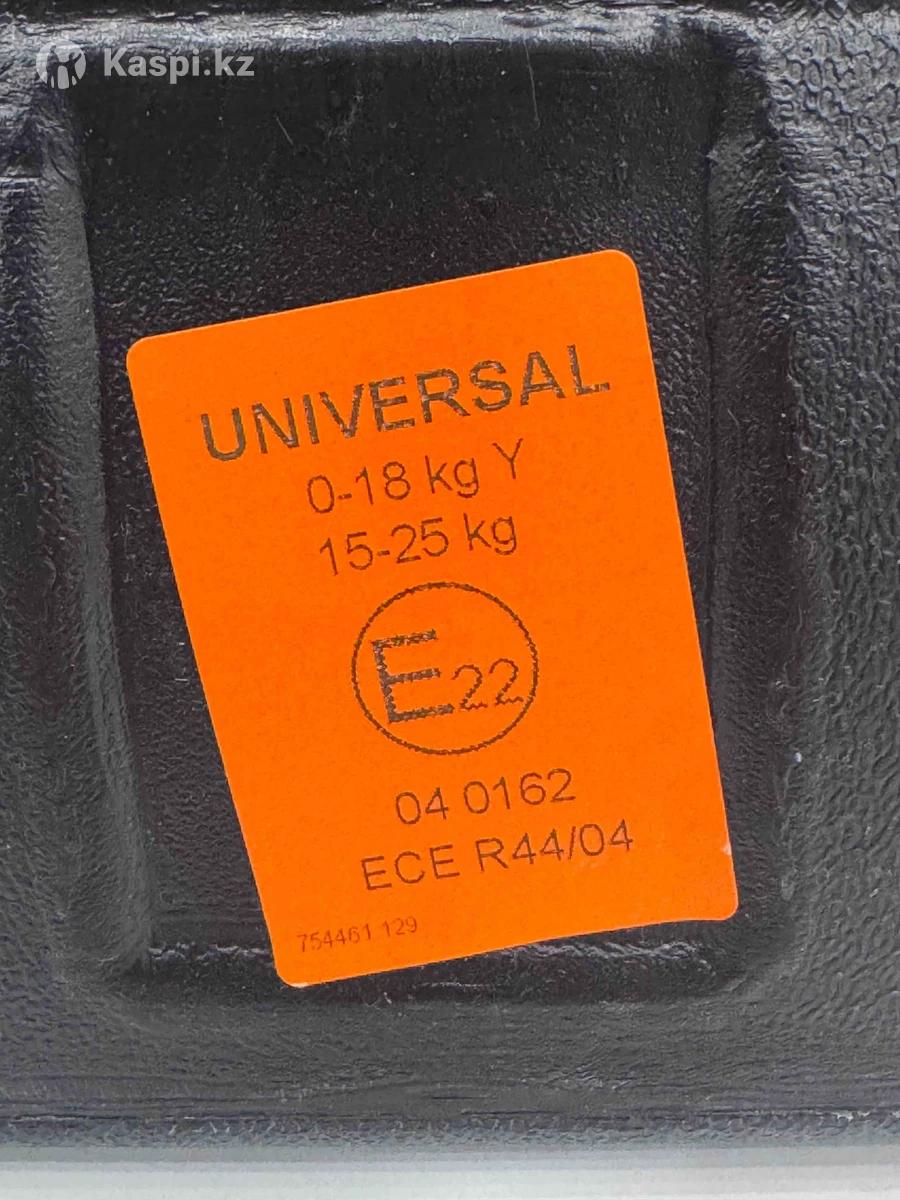 Kaspi.kz
UNIVERSAL
0-18 kg Y
15-25 kg
E22
04 0162
ECE R44/04
754461 129